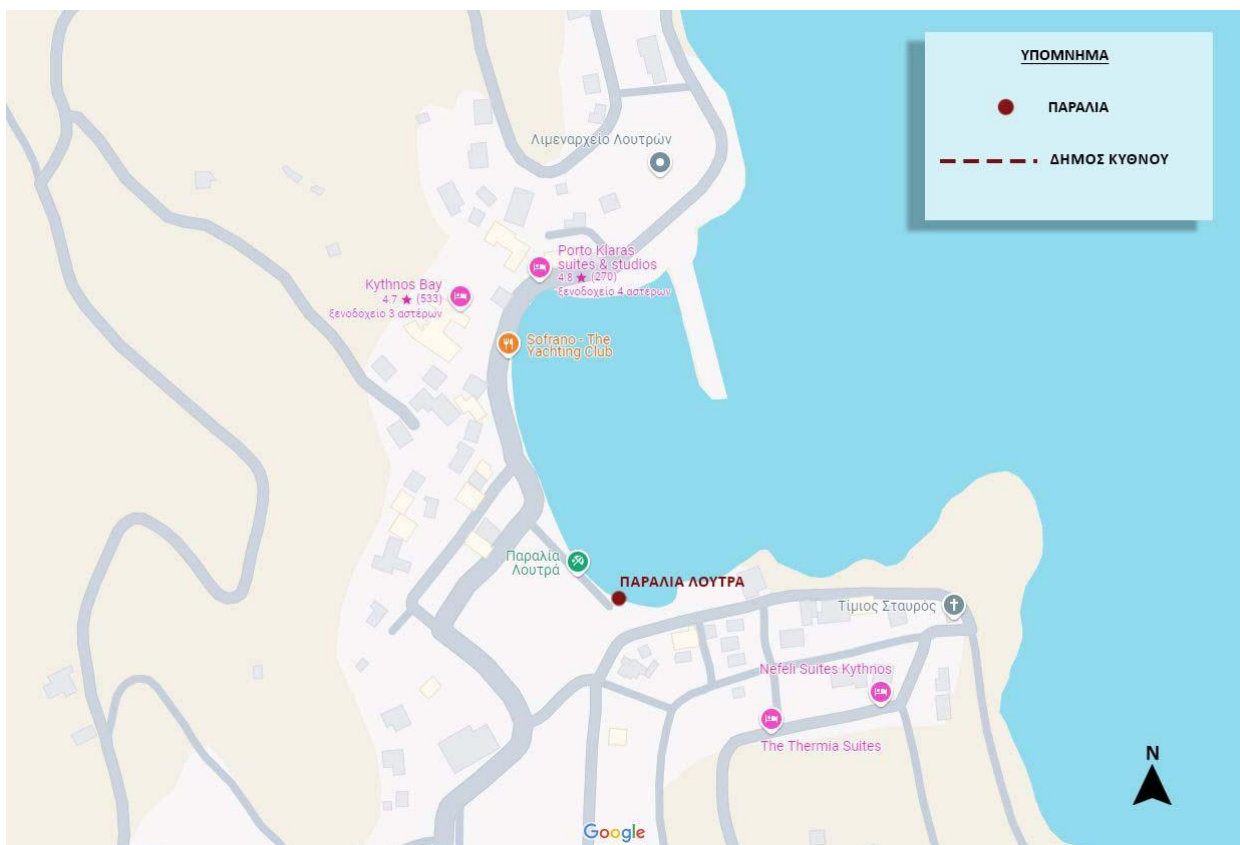 ΥΠΟΜΝΗΜΑ
ΠΑΡΑΛΙΑ
ΔΗΜΟΣ ΚΥΘΝΟΥ
Λιμεναρχείο Λουτρών
Porto Klaras
suites & studios
4.8 ★ (270)
ξενοδοχείο 4 αστέρων
Kythnos Bay
4.7 ★ (533)
ξενοδοχείο 3 αστέρων
Sofrano - The
Yachting Club
Παραλία
Λουτρά
ΠΑΡΑΛΙΑ ΛΟΥΤΡΑ
Τίμιος Σταυρός
Nefeli Suites Kythnos
The Thermia Suites
N
Google